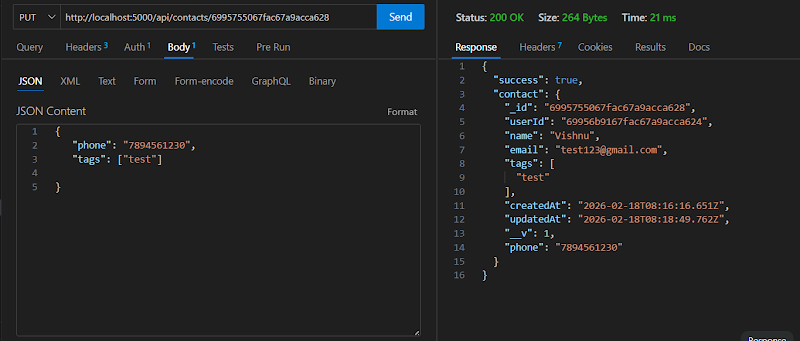 PUT http://localhost:5000/api/contacts/6995755067fac67a9acca628 Send
Query Headers 3 Auth 1 Body 1 Tests Pre Run
JSON XML Text Form Form-encode GraphQL Binary
JSON Content Format
1 {
2 "phone": "7894561230",
3 "tags": ["test"]
4
5 }
Status: 200 OK Size: 264 Bytes Time: 21 ms
Response Headers 7 Cookies Results Docs
1 {
2 "success": true,
3 "contact": {
4 "_id": "6995755067fac67a9acca628",
5 "userId": "69956b9167fac67a9acca624",
6 "name": "Vishnu",
7 "email": "test123@gmail.com",
8 "tags": [
9 "test"
10 ],
11 "createdAt": "2026-02-18T08:16:16.651Z",
12 "updatedAt": "2026-02-18T08:18:49.762Z",
13 "__v": 1,
14 "phone": "7894561230"
15 }
16 }
Response